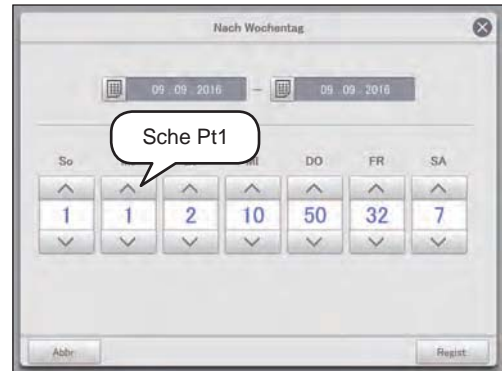 Nach Wochentag
09 . 09 . 2016 – 09 . 09 . 2016
Sche Pt1
So MI DO FR SA
1 1 2 10 50 32 7
Abbr Regist